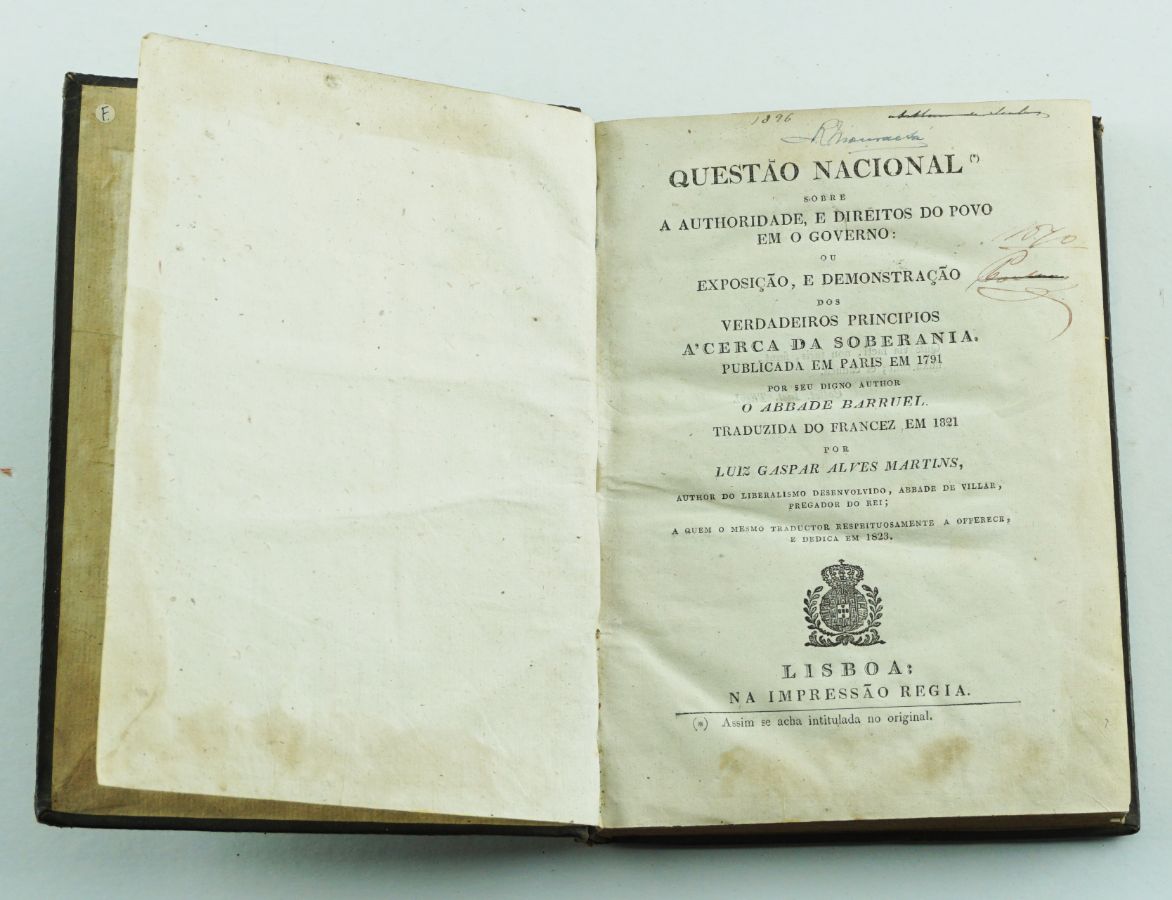 F.
1896
QUESTÃO NACIONAL (*)
SOBRE
A AUTHORIDADE, E DIREITOS DO POVO
EM O GOVERNO:
OU
EXPOSIÇÃO, E DEMONSTRAÇÃO
DOS
VERDADEIROS PRINCIPIOS
A'CERCA DA SOBERANIA.
PUBLICADA EM PARIS EM 1791
POR SEU DIGNO AUTHOR
O ABBADE BARRUEL.
TRADUZIDA DO FRANCEZ EM 1821
POR
LUIZ GASPAR ALVES MARTINS,
AUTHOR DO LIBERALISMO DESENVOLVIDO, ABBADE DE VILLAR,
PREGADOR DO REI;
A QUEM O MESMO TRADUCTOR RESPEITUOSAMENTE A OFFERECE,
E DEDICA EM 1823.
LISBOA:
NA IMPRESSÃO REGIA.
(*) Assim se acha intitulada no original.